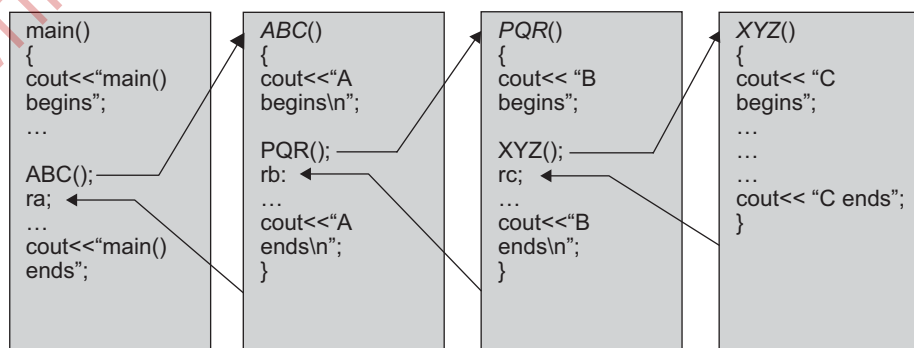 main()
{
cout<<“main()
begins”;
…
ABC();
ra;
…
cout<<“main()
ends”;
ABC()
{
cout<<“A
begins\n”;
PQR();
rb:
…
cout<<“A
ends\n”;
}
PQR()
{
cout<< “B
begins”;
XYZ();
rc;
…
cout<<“B
ends\n”;
}
XYZ()
{
cout<< “C
begins”;
…
…
…
cout<< “C ends”;
}